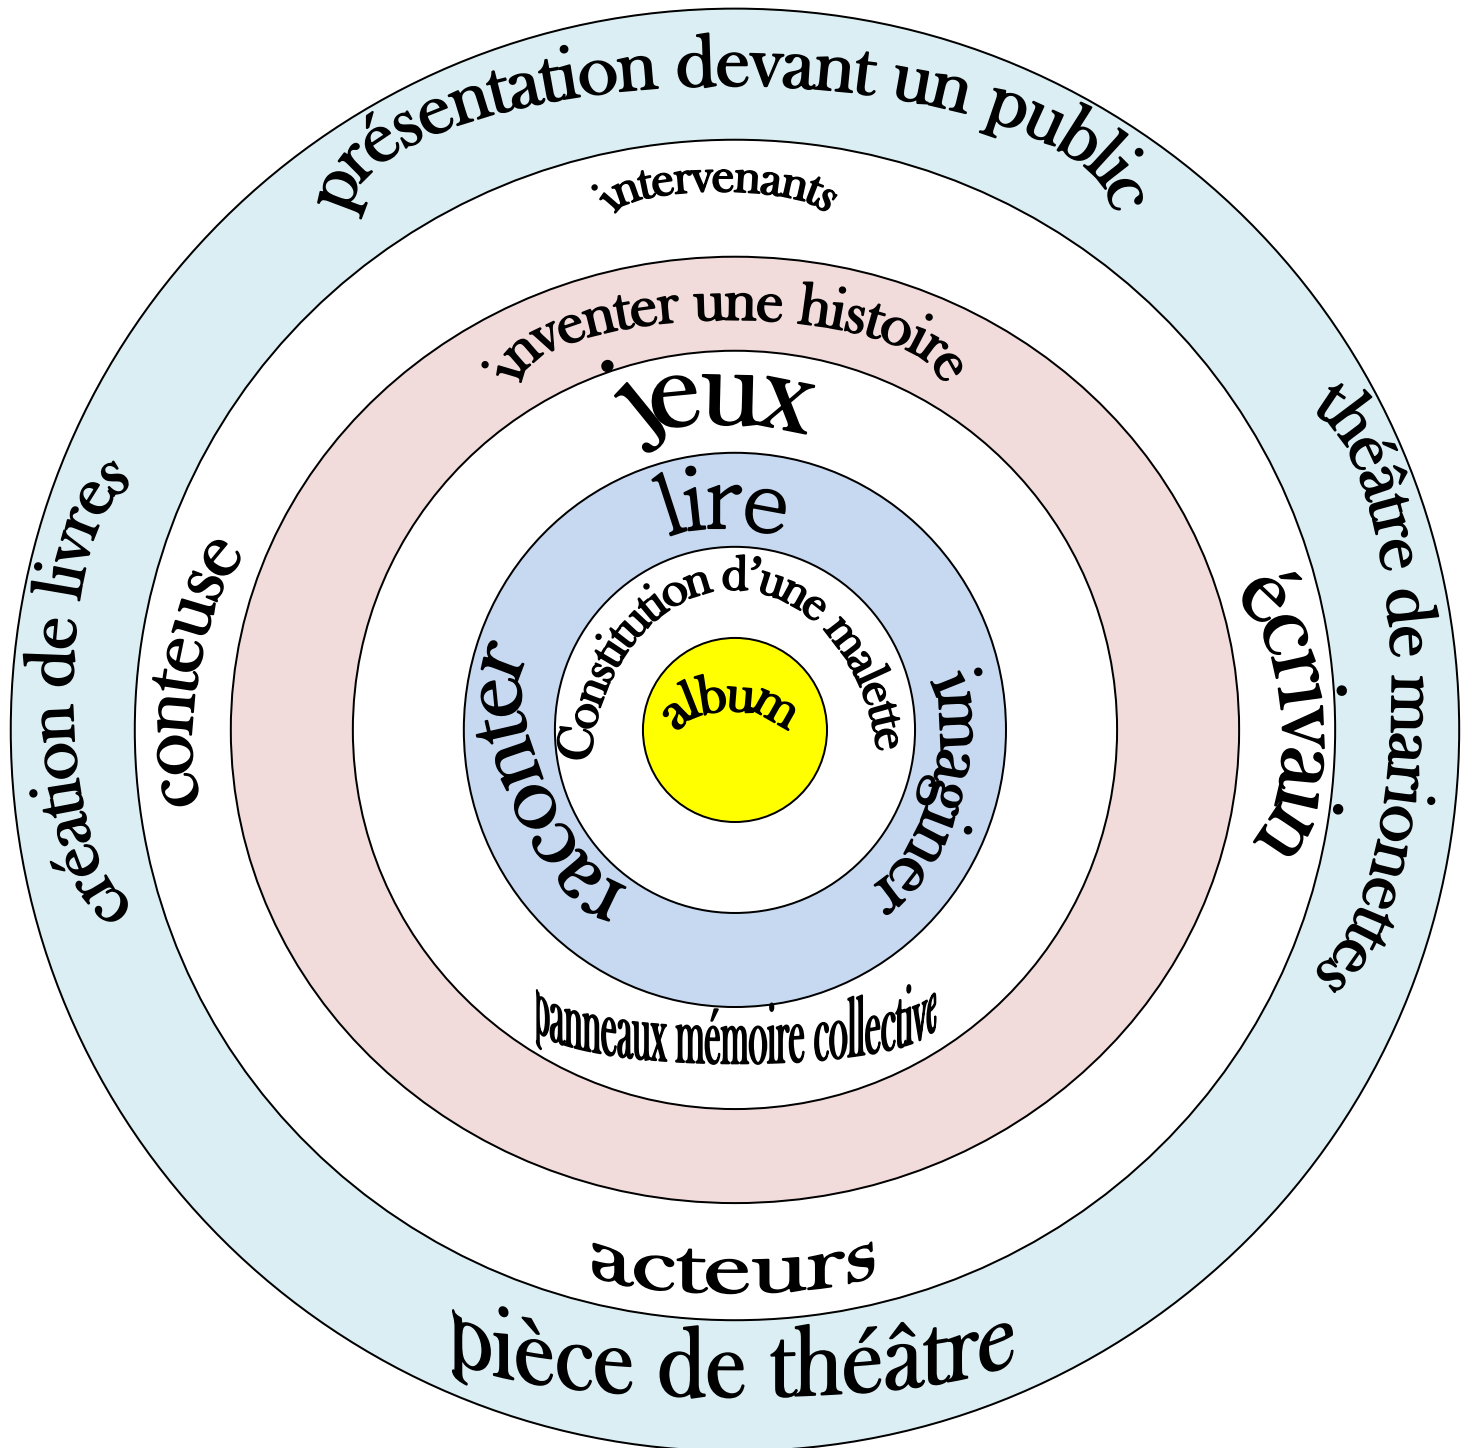 présentation devant un public
intervenants
inventer une histoire
jeux
lire
Constitution d’une malette
album
création de livres
conteuse
raconter
imaginer
écrivain
théâtre de marionettes
panneaux mémoire collective
acteurs
pièce de théâtre